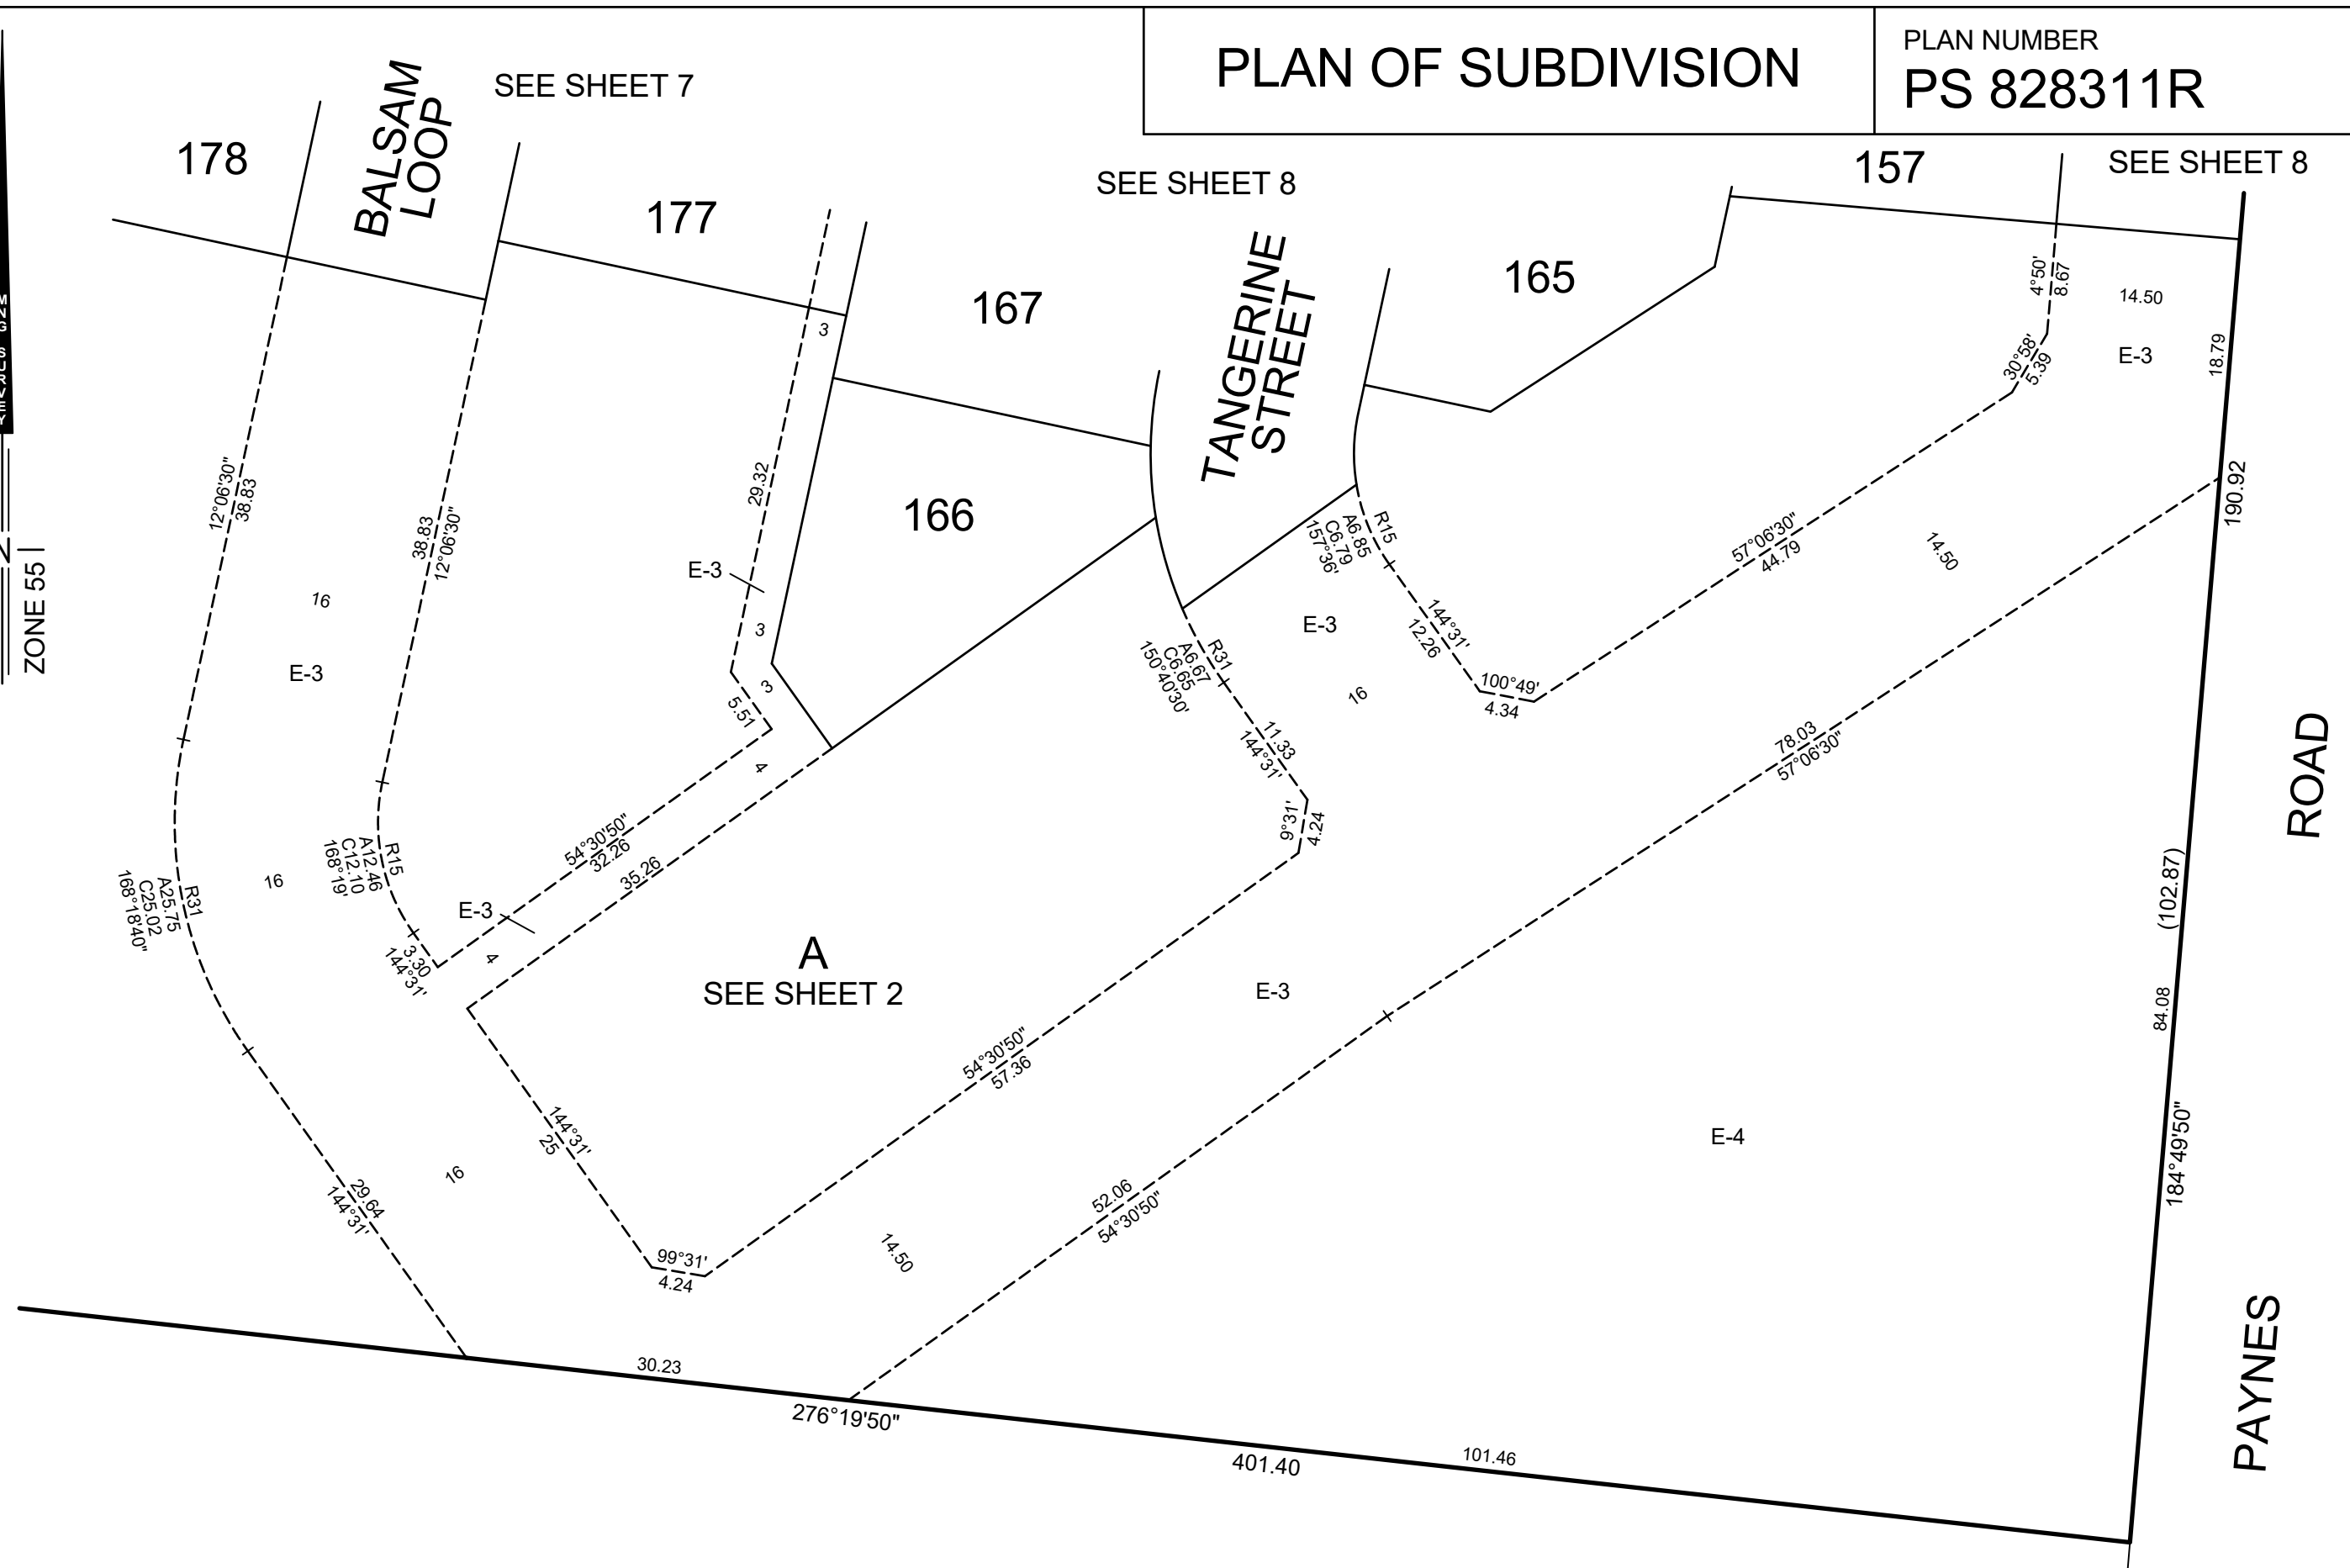 PLAN OF SUBDIVISION
PLAN NUMBER
PS 828311R
SEE SHEET 7
SEE SHEET 8
SEE SHEET 8
BALSAM
LOOP
178
177
167
166
165
157
TANGERINE
STREET
ZONE 55
12°06'30"
38.83
38.83
12°06'30"
16
E-3
16
R31
A25.75
C25.02
168°18'40"
R15
A12.46
C12.10
168°19'
3.30
144°31'
29.64
144°31'
16
3
29.32
E-3
3
3
5.51
4
54°30'50"
32.26
35.26
E-3
4
A
SEE SHEET 2
144°31'
25
99°31'
4.24
54°30'50"
57.36
9°31'
4.24
11.33
144°31'
R31
A6.67
C6.65
150°40'30"
E-3
16
R15
A6.85
C6.79
157°36'
144°31'
12.26
100°49'
4.34
57°06'30"
44.79
30°58'
5.39
4°50'
8.67
14.50
E-3
18.79
190.92
14.50
78.03
57°06'30"
E-3
52.06
54°30'50"
14.50
E-4
(102.87)
84.08
184°49'50"
PAYNES
ROAD
30.23
276°19'50"
401.40
101.46